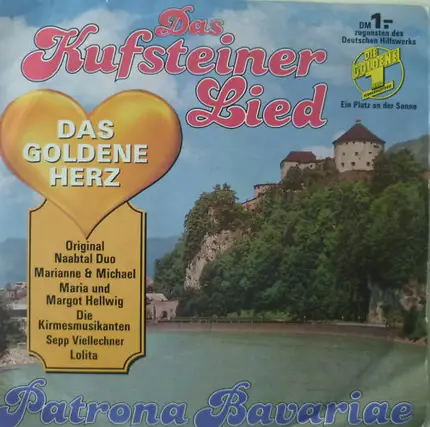 Das
Kufsteiner
Lied
DM 1.-
zugunsten des
Deutschen Hilfswerks
DIE
GOLDENE
1
Ein Platz an der Sonne
DAS
GOLDENE
HERZ
Original
Naabtal Duo
Marianne & Michael
Maria und
Margot Hellwig
Die
Kirmesmusikanten
Sepp Viellechner
Lolita
Patrona Bavariae